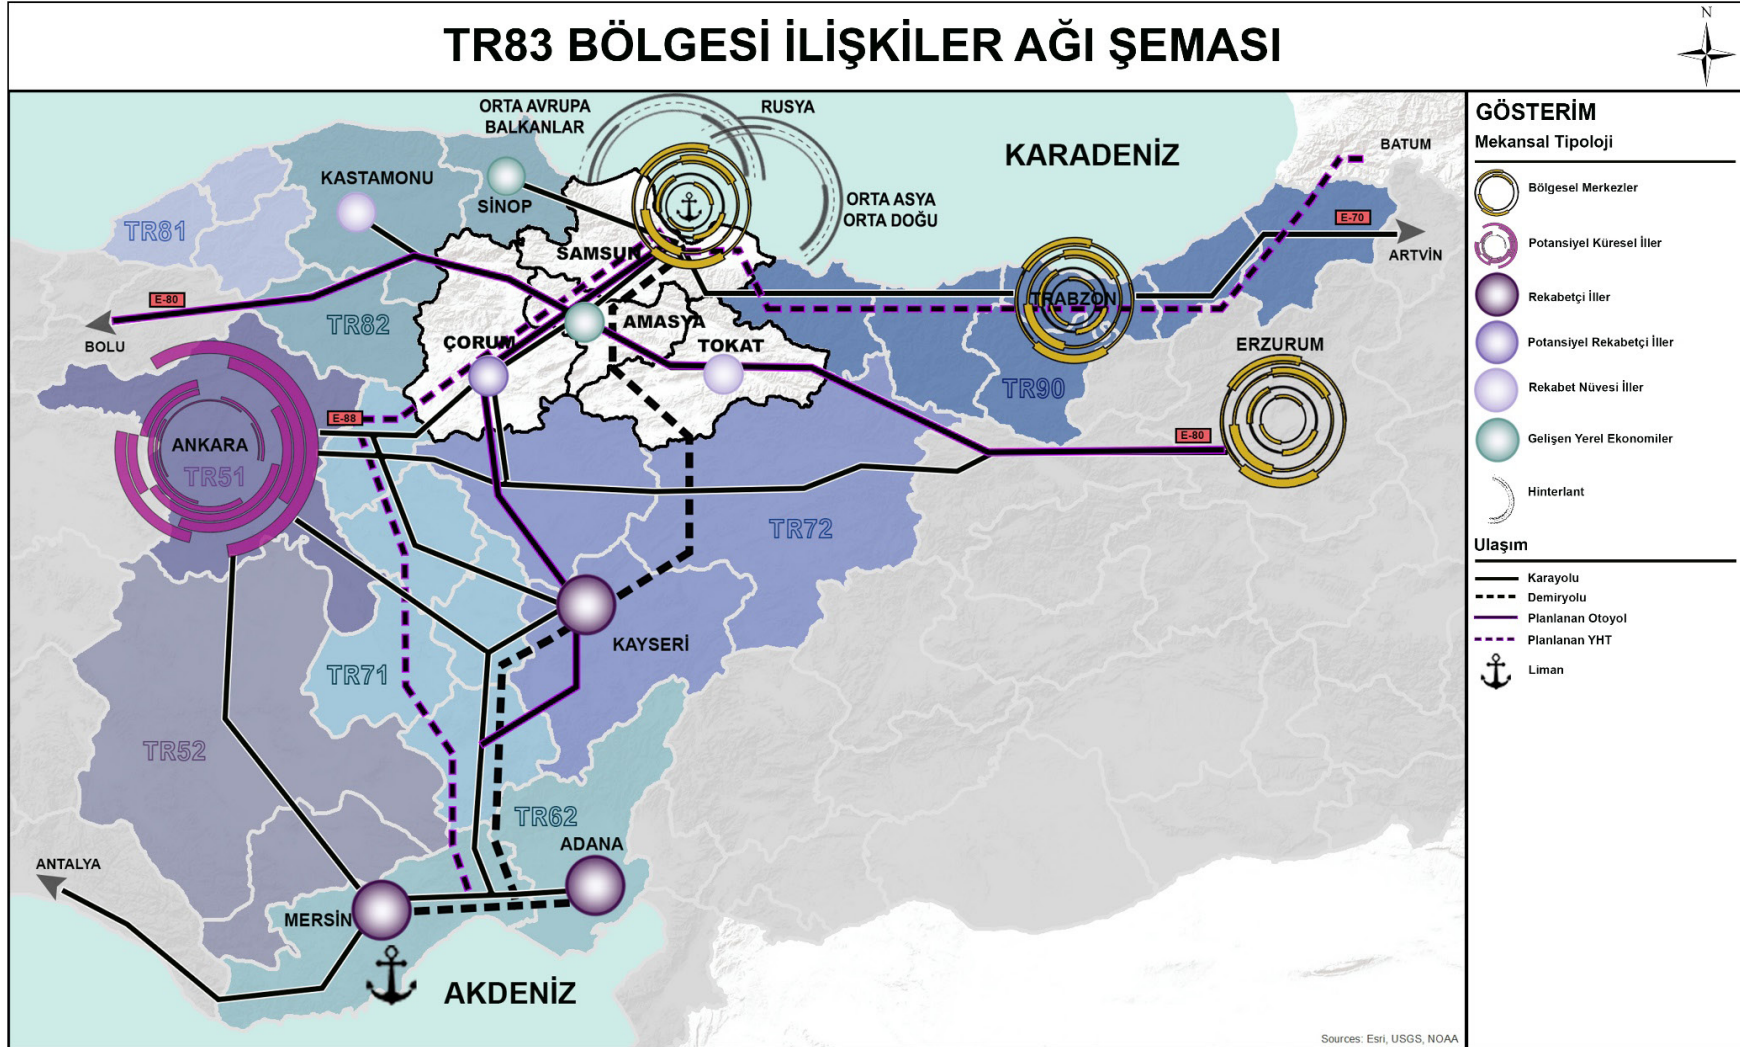 TR83 BÖLGESİ İLİŞKİLER AĞI ŞEMASI
N
ORTA AVRUPA
BALKANLAR
RUSYA
KARADENİZ
BATUM
KASTAMONU
SİNOP
ORTA ASYA
ORTA DOĞU
TR81
E-70
ARTVİN
SAMSUN
E-80
BOLU
TR82
TRABZON
AMASYA
ÇORUM
TOKAT
ERZURUM
TR90
E-88
E-80
ANKARA
TR51
TR72
KAYSERİ
TR71
TR52
TR62
ADANA
ANTALYA
MERSİN
AKDENİZ
Sources: Esri, USGS, NOAA
GÖSTERİM
Mekansal Tipoloji
Bölgesel Merkezler
Potansiyel Küresel İller
Rekabetçi İller
Potansiyel Rekabetçi İller
Rekabet Nüvesi İller
Gelişen Yerel Ekonomiler
Hinterlant
Ulaşım
Karayolu
Demiryolu
Planlanan Otoyol
Planlanan YHT
Liman